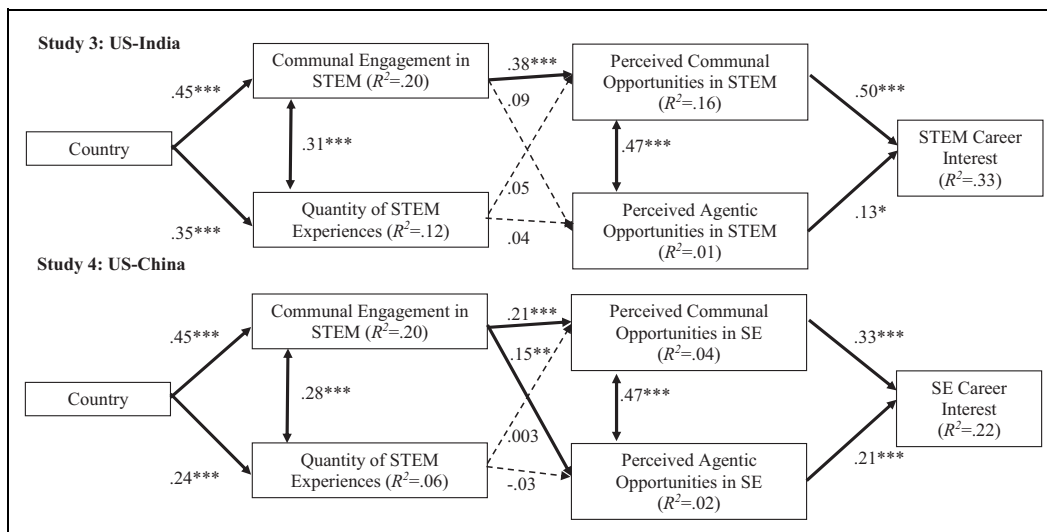 Study 3: US-India
Communal Engagement in
STEM (R²=.20)
.45***
Country
.35***
.31***
Quantity of STEM
Experiences (R²=.12)
.38***
.09
.05
.04
Perceived Communal
Opportunities in STEM
(R²=.16)
.47***
Perceived Agentic
Opportunities in STEM
(R²=.01)
.50***
.13*
STEM Career
Interest
(R²=.33)
Study 4: US-China
Communal Engagement in
STEM (R²=.20)
.45***
Country
.24***
.28***
Quantity of STEM
Experiences (R²=.06)
.21***
.15**
.003
-.03
Perceived Communal
Opportunities in SE
(R²=.04)
.47***
Perceived Agentic
Opportunities in SE
(R²=.02)
.33***
.21***
SE Career
Interest
(R²=.22)